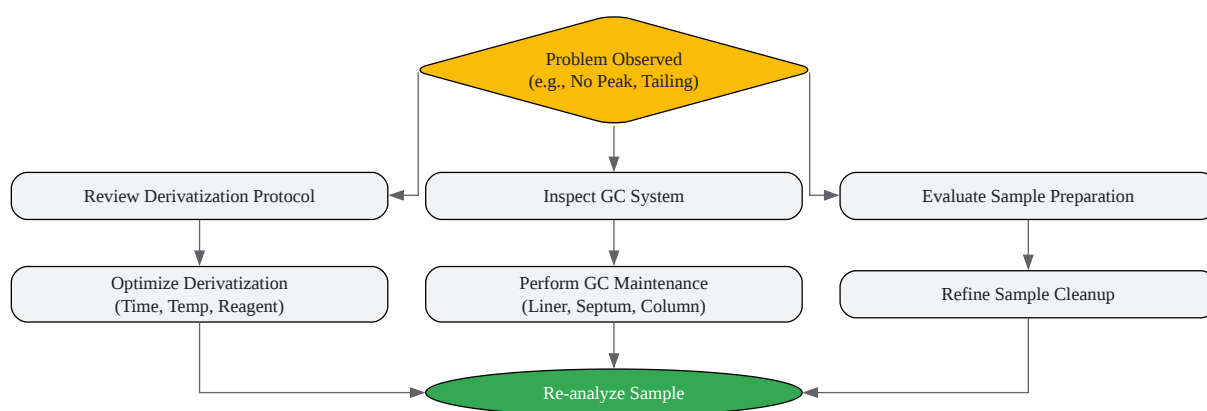 Problem Observed
(e.g., No Peak, Tailing)
Review Derivatization Protocol
Inspect GC System
Evaluate Sample Preparation
Optimize Derivatization
(Time, Temp, Reagent)
Perform GC Maintenance
(Liner, Septum, Column)
Refine Sample Cleanup
Re-analyze Sample